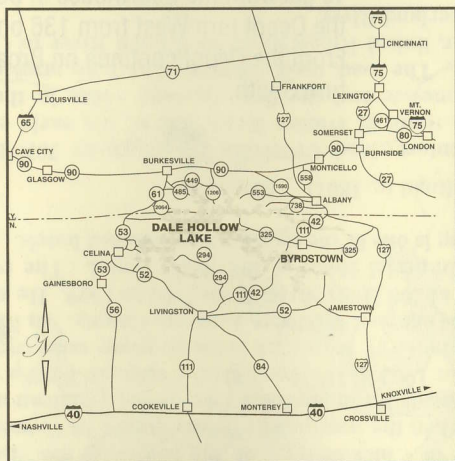 75
CINCINNATI
71
75
LOUISVILLE
FRANKFORT
LEXINGTON
65
127
27
MT. VERNON
461
75
SOMERSET
80
LONDON
CAVE CITY
90
BURKESVILLE
90
90
BURNSIDE
MONTICELLO
GLASGOW
90
449
1590
558
27
61
485
1206
553
ALBANY
2064
738
42
53
DALE HOLLOW
LAKE
111
325
BYRDSTOWN
325
127
CELINA
53
52
294
294
GAINESBORO
111
42
56
LIVINGSTON
52
JAMESTOWN
N
111
84
127
COOKEVILLE
MONTEREY
KNOXVILLE
40
40
NASHVILLE
CROSSVILLE